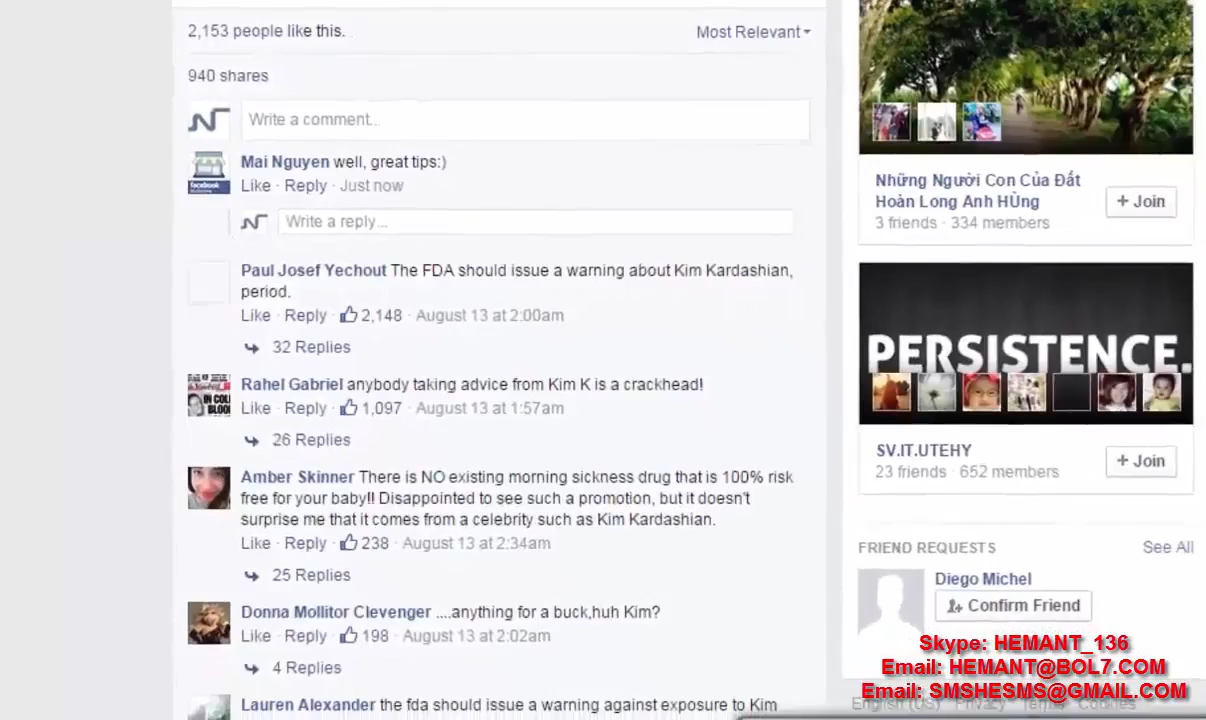 2,153 people like this.
Most Relevant
940 shares
Write a comment...
Mai Nguyen well, great tips:)
Like · Reply · Just now
Write a reply...
Paul Josef Yechout The FDA should issue a warning about Kim Kardashian,
period.
Like · Reply · 2,148 · August 13 at 2:00am
32 Replies
Rahel Gabriel anybody taking advice from Kim K is a crackhead!
Like · Reply · 1,097 · August 13 at 1:57am
26 Replies
Amber Skinner There is NO existing morning sickness drug that is 100% risk
free for your baby!! Disappointed to see such a promotion, but it doesn't
surprise me that it comes from a celebrity such as Kim Kardashian.
Like · Reply · 238 · August 13 at 2:34am
25 Replies
Donna Mollitor Clevenger ....anything for a buck,huh Kim?
Like · Reply · 198 · August 13 at 2:02am
4 Replies
Lauren Alexander the fda should issue a warning against exposure to Kim
Những Người Con Của Đất
Hoàn Long Anh HÙng
3 friends · 334 members
+ Join
PERSISTENCE.
SV.IT.UTEHY
23 friends · 652 members
+ Join
FRIEND REQUESTS
See All
Diego Michel
Confirm Friend
Skype: HEMANT_136
Email: HEMANT@BOL7.COM
Email: SMSHESMS@GMAIL.COM
English (US) · Privacy · Terms · Cookies